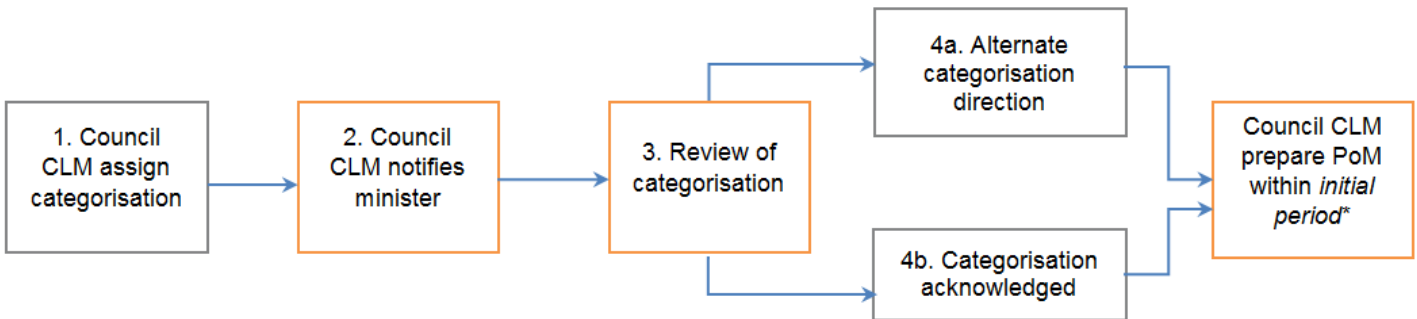 1. Council
CLM assign
categorisation
2. Council
CLM notifies
minister
3. Review of
categorisation
4a. Alternate
categorisation
direction
4b. Categorisation
acknowledged
Council CLM
prepare PoM
within initial
period*